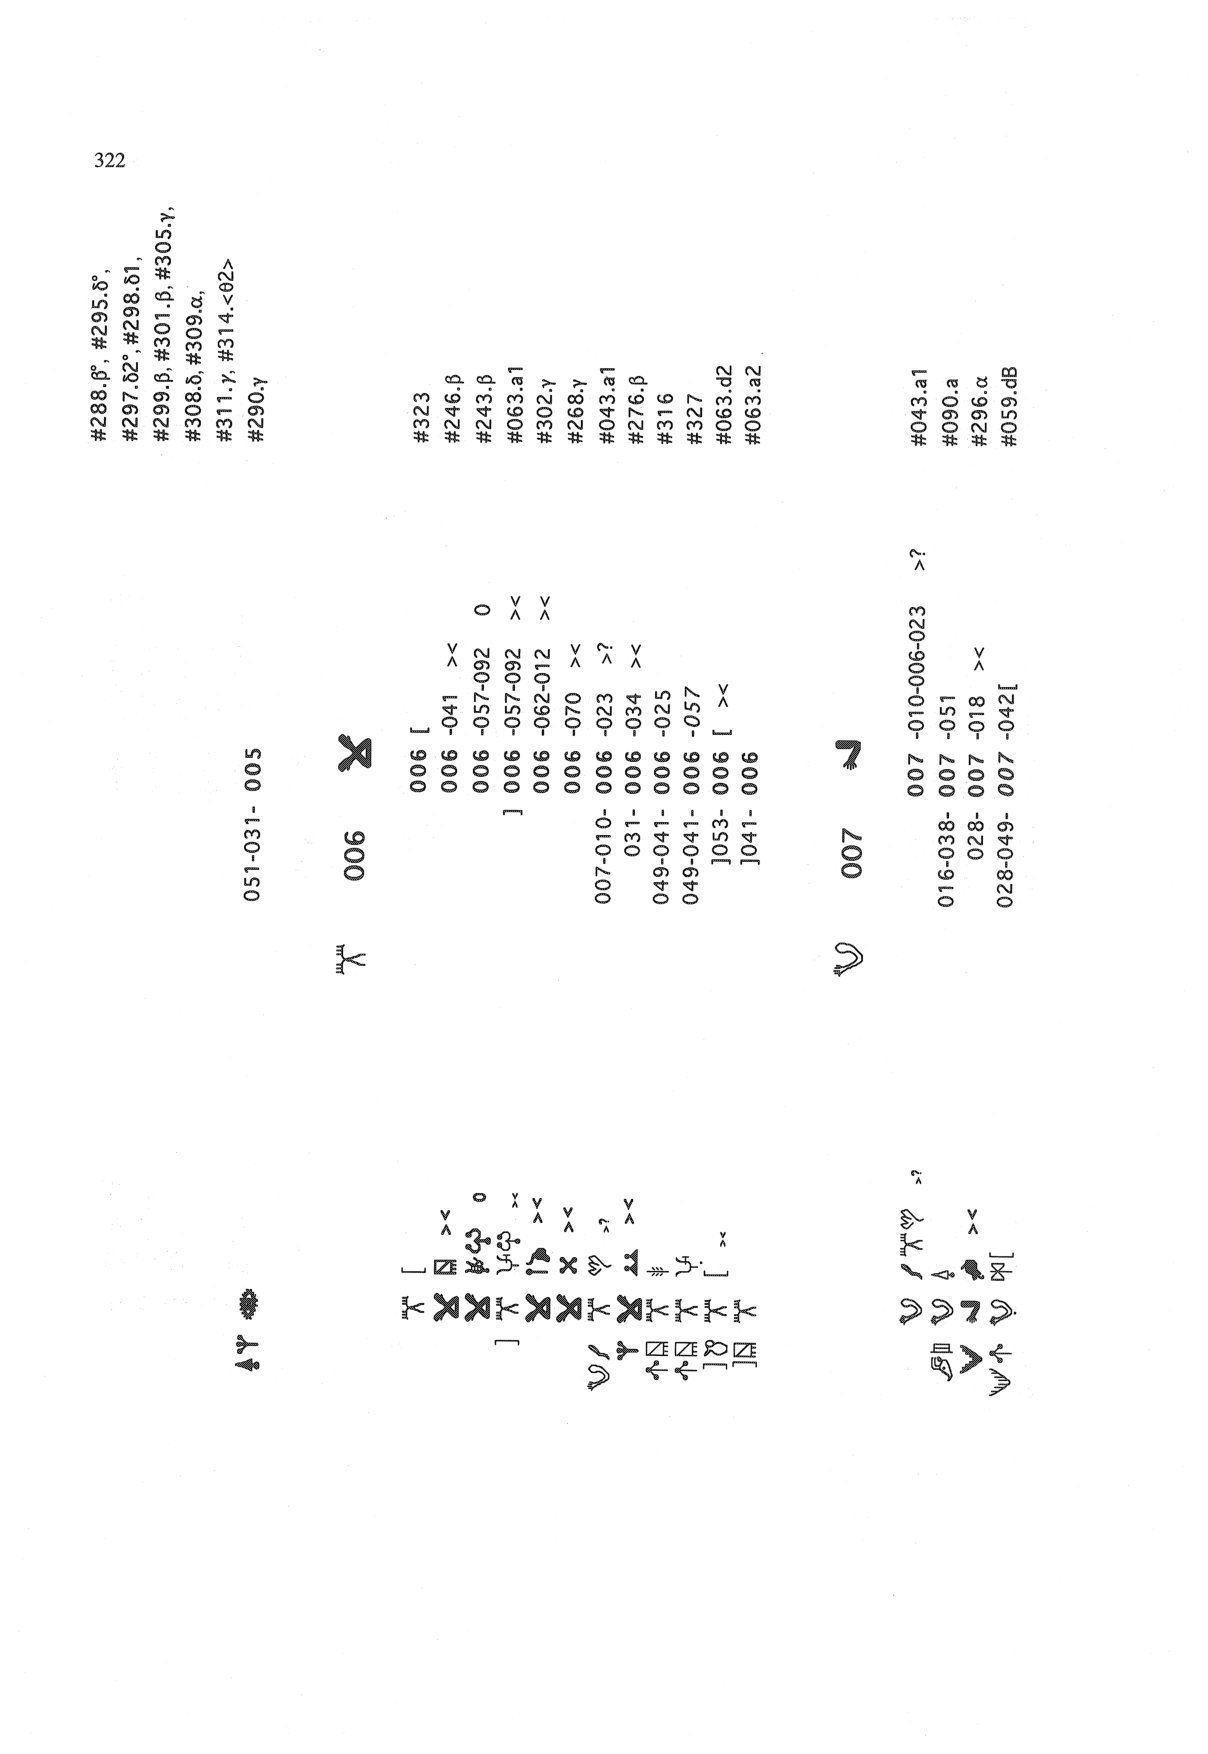 322
#288.β°, #295.δ°,
#297.δ2°, #298.δ1,
#299.β, #301.β, #305.γ,
#308.δ, #309.α,
#311.γ, #314.<θ2>
051-031- 005 #290.γ
006
006 [ #323
006 -041 >< #246.β
006 -057-092 0 #243.β
] 006 -057-092 >< #063.a1
006 -062-012 >< #302.γ
006 -070 >< #268.γ
007-010- 006 -023 >? #043.a1
031- 006 -034 >< #276.β
049-041- 006 -025 #316
049-041- 006 -057 #327
]053- 006 [ >< #063.d2
]041- 006 #063.a2
007
007 -010-006-023 >? #043.a1
016-038- 007 -051 #090.a
028- 007 -018 >< #296.α
028-049- 007 -042[ #059.dB